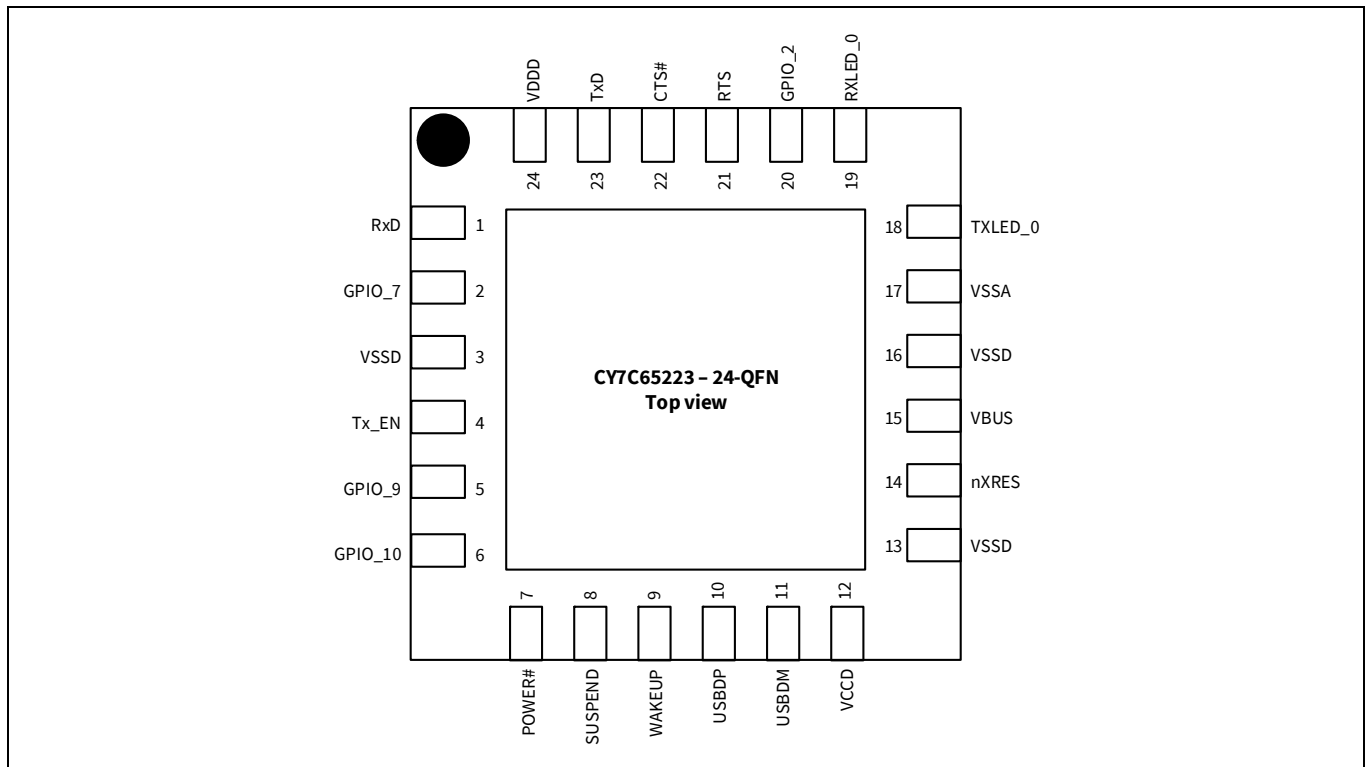 VDDD
TxD
CTS#
RTS
GPIO_2
RXLED_0
24
23
22
21
20
19
RxD 1
GPIO_7 2
VSSD 3
Tx_EN 4
GPIO_9 5
GPIO_10 6
18 TXLED_0
17 VSSA
16 VSSD
15 VBUS
14 nXRES
13 VSSD
CY7C65223 – 24-QFN
Top view
7
8
9
10
11
12
POWER#
SUSPEND
WAKEUP
USBDP
USBDM
VCCD